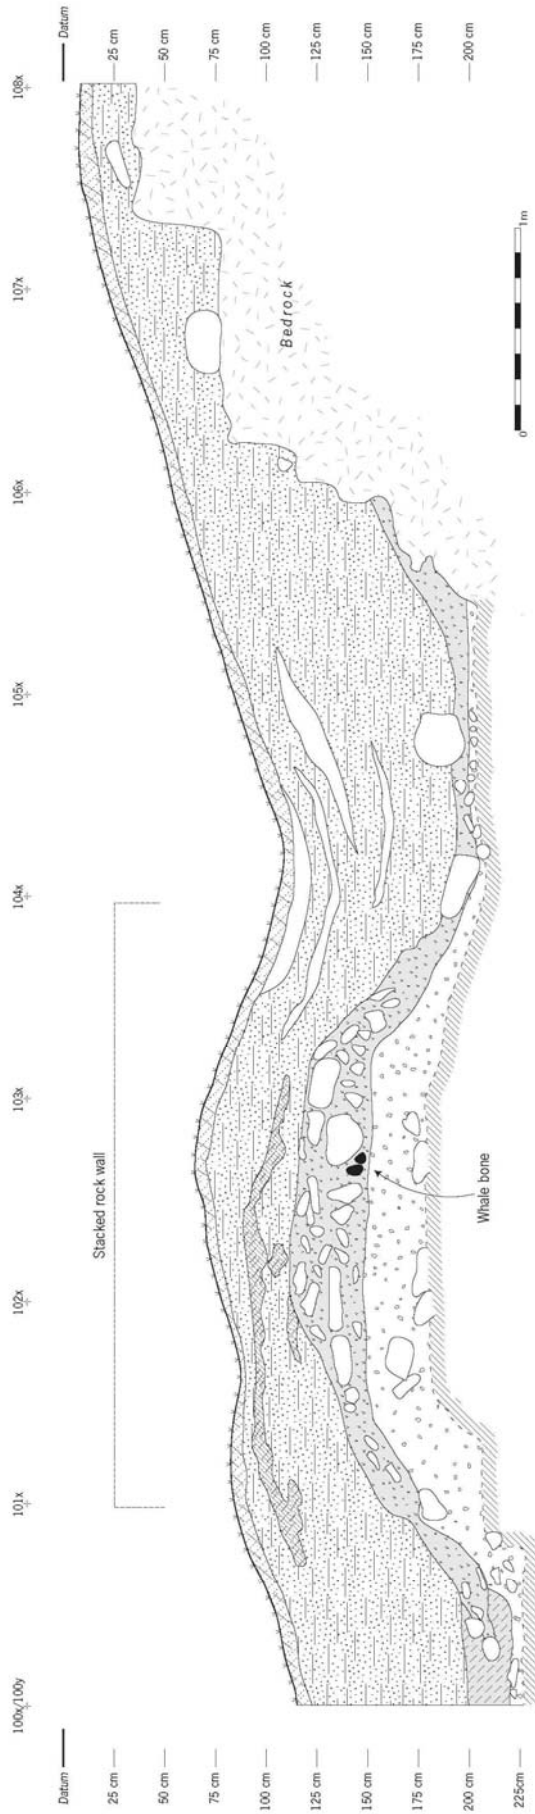 100x/100y
101x
102x
103x
104x
105x
106x
107x
108x
Datum
25 cm
50 cm
75 cm
100 cm
125 cm
150 cm
175 cm
200 cm
225cm
Stacked rock wall
Whale bone
Bedrock
Datum
25 cm
50 cm
75 cm
100 cm
125 cm
150 cm
175 cm
200 cm
0
1m